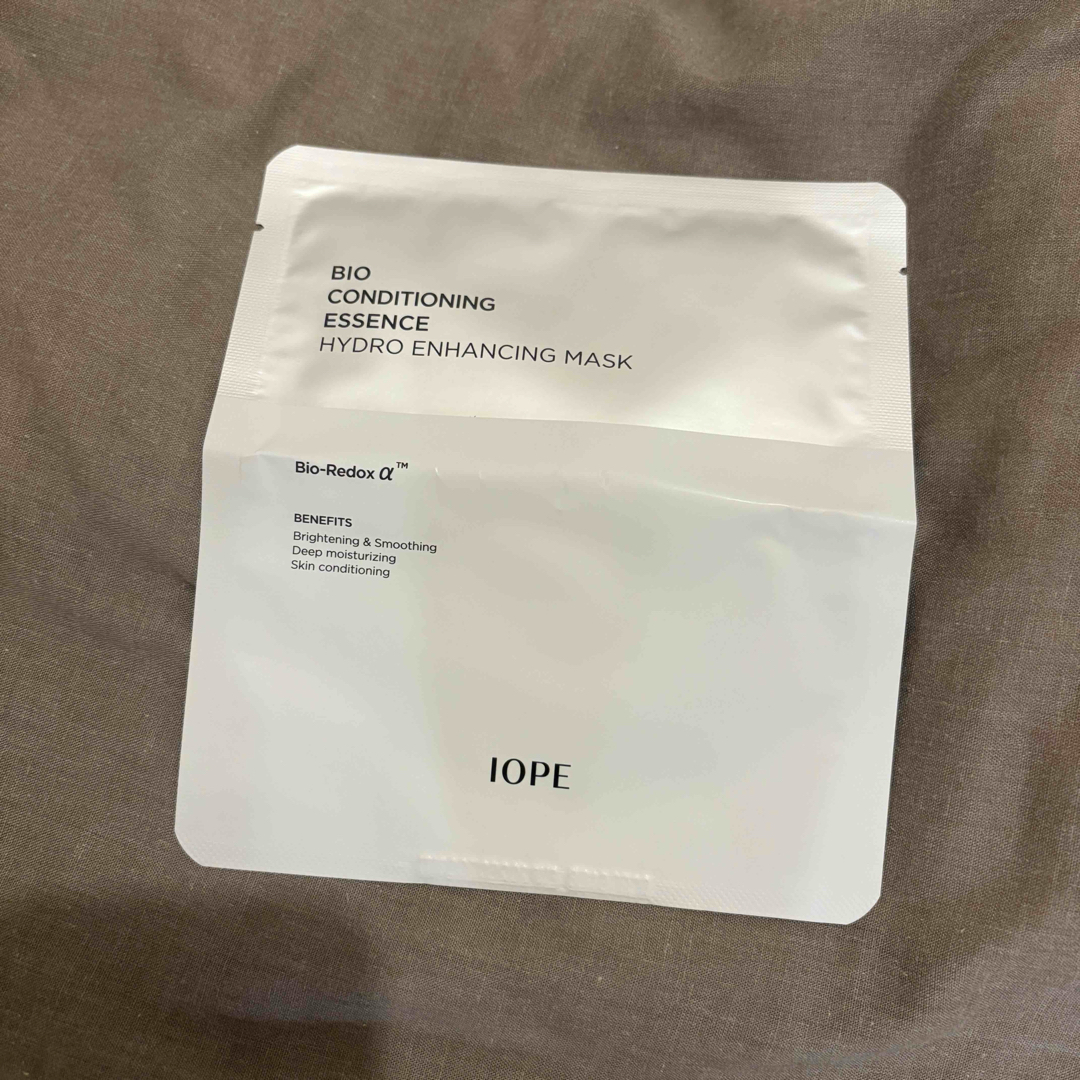 BIO
CONDITIONING
ESSENCE
HYDRO ENHANCING MASK
Bio-Redox α™
BENEFITS
Brightening & Smoothing
Deep moisturizing
Skin conditioning
IOPE